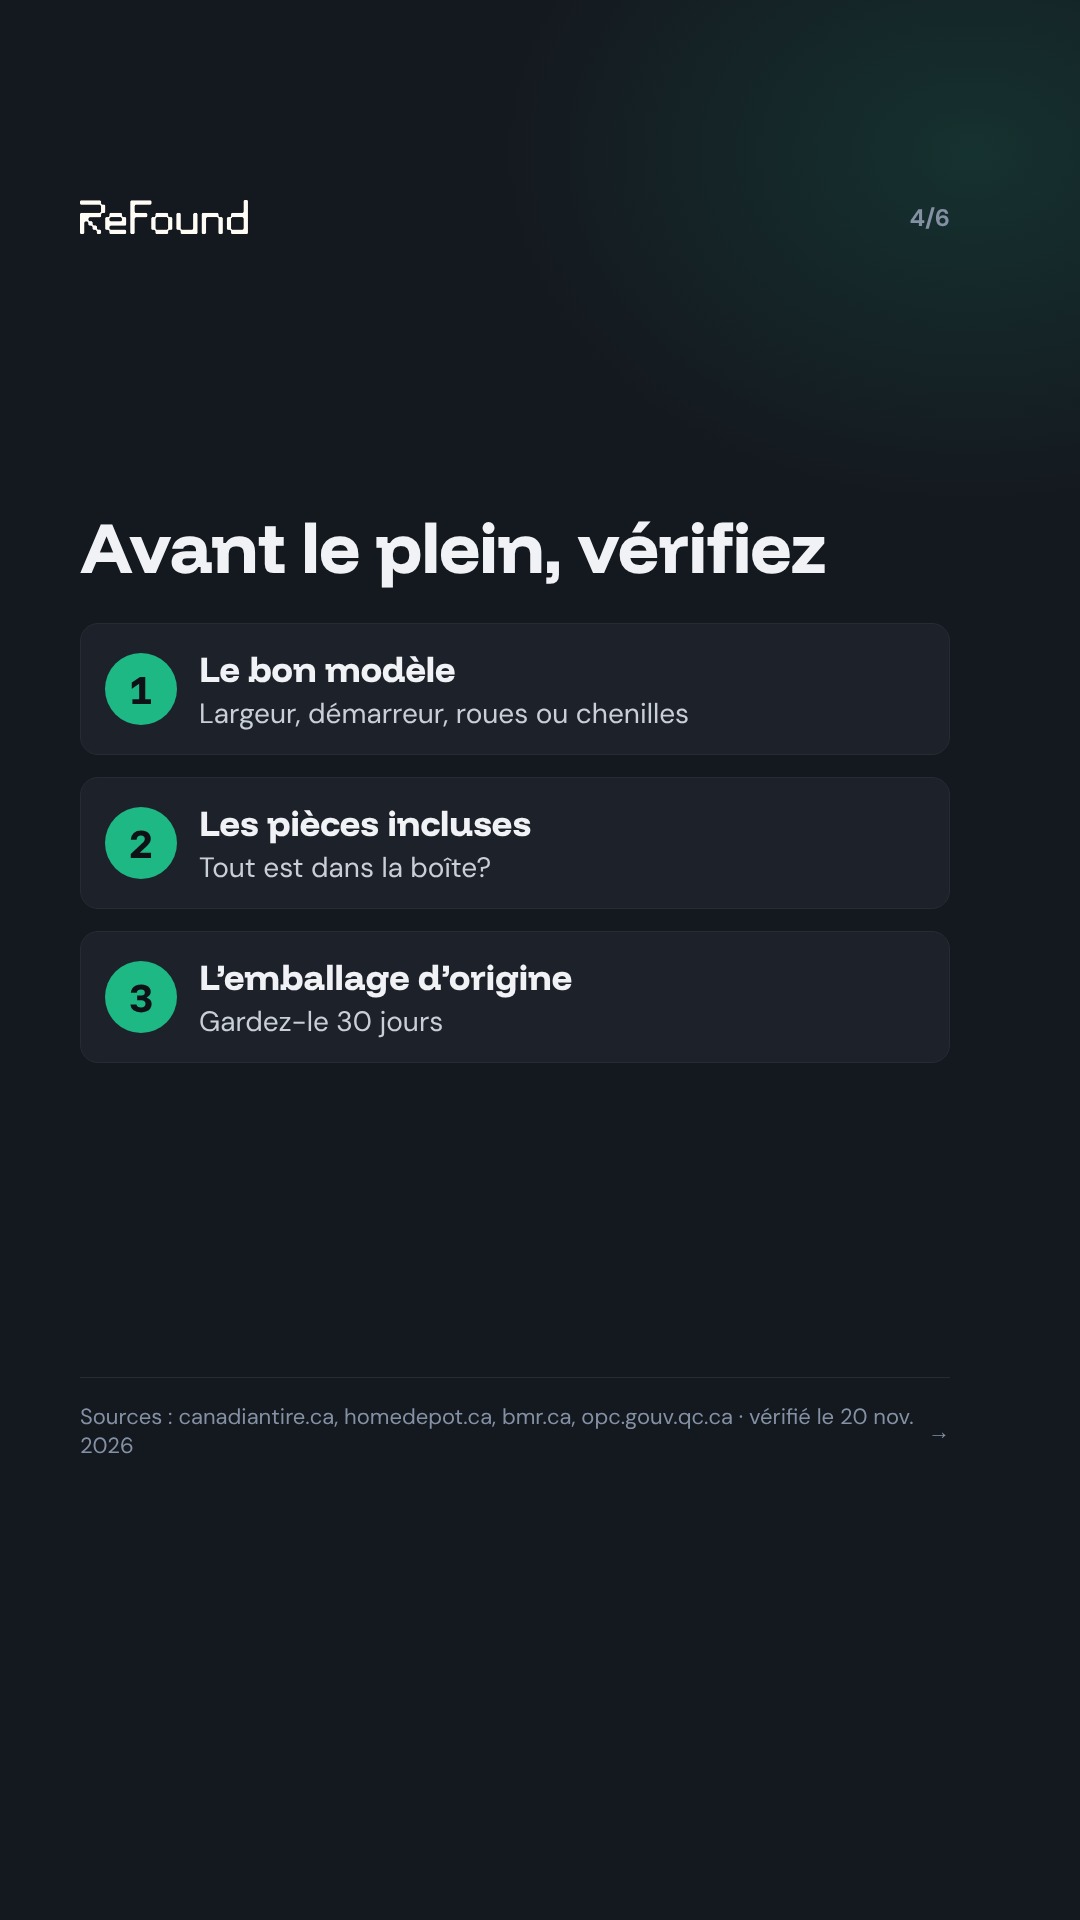 ReFound
4/6
Avant le plein, vérifiez
1
Le bon modèle
Largeur, démarreur, roues ou chenilles
2
Les pièces incluses
Tout est dans la boîte?
3
L’emballage d’origine
Gardez-le 30 jours
Sources : canadiantire.ca, homedepot.ca, bmr.ca, opc.gouv.qc.ca · vérifié le 20 nov.
2026
→